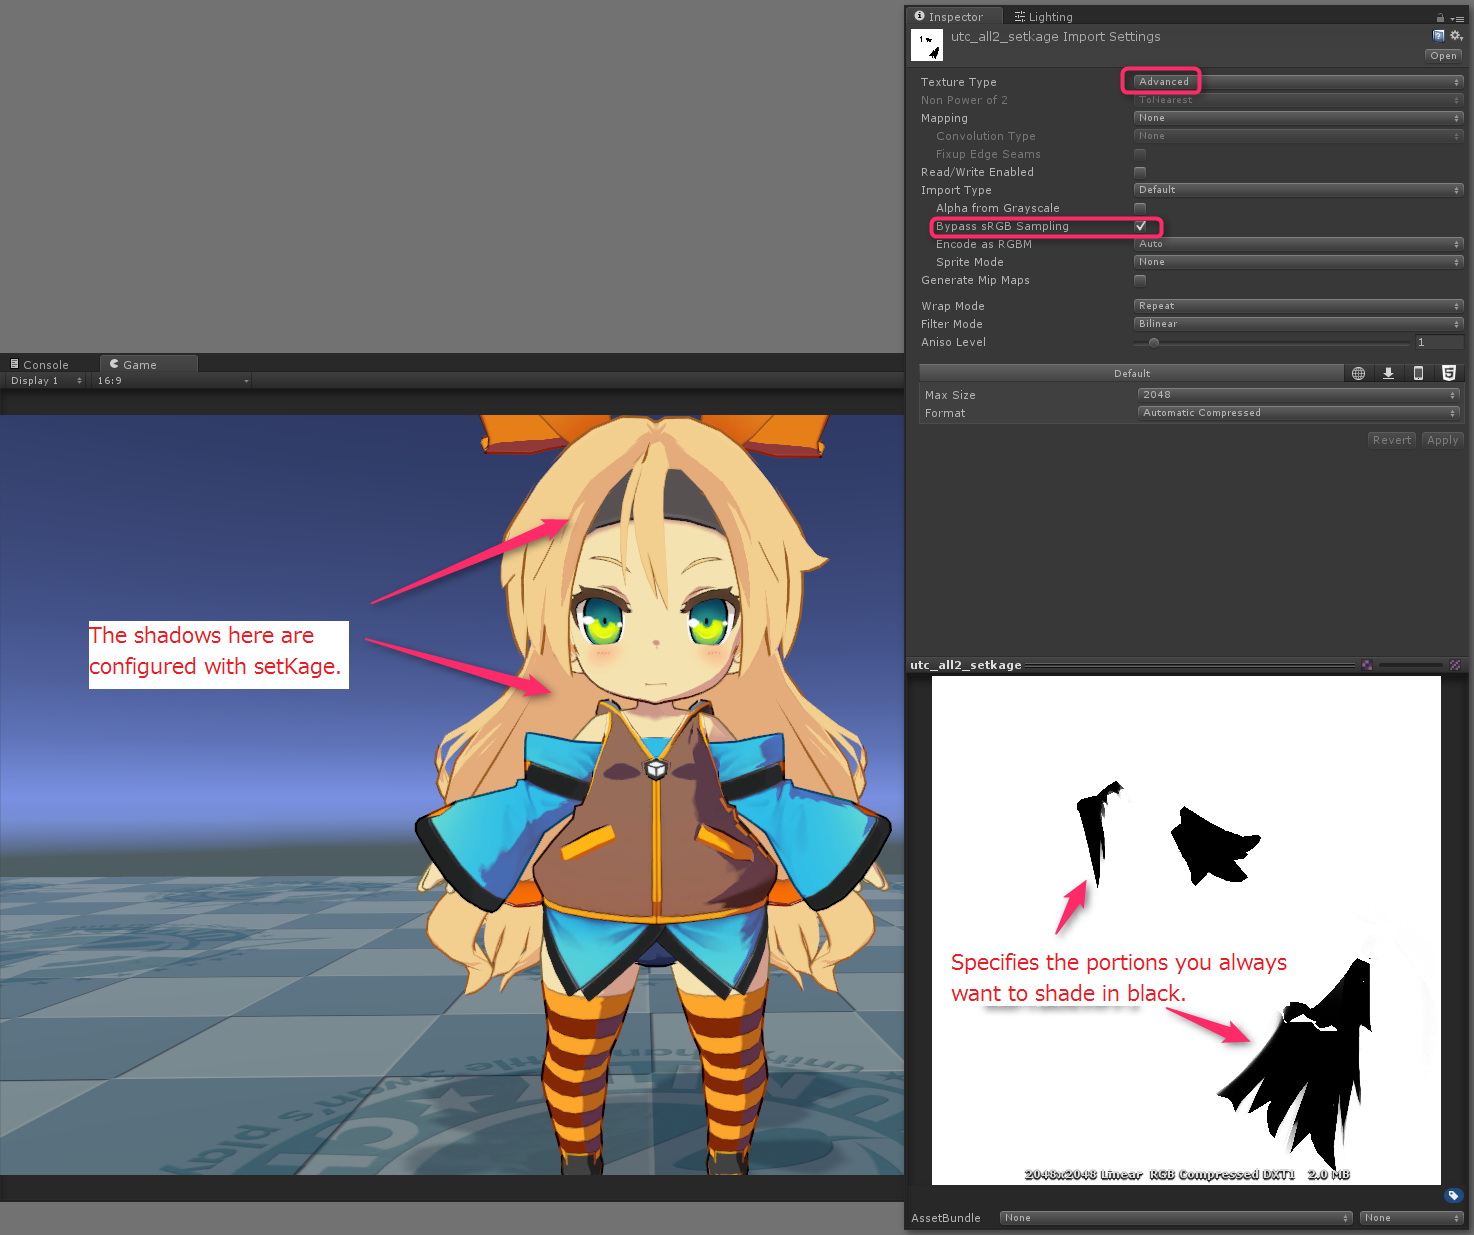 Inspector
Lighting
utc_all2_setkage Import Settings
Open
Texture Type
Advanced
Non Power of 2
ToNearest
Mapping
None
Convolution Type
None
Fixup Edge Seams
Read/Write Enabled
Import Type
Default
Alpha from Grayscale
Bypass sRGB Sampling
Encode as RGBM
Auto
Sprite Mode
None
Generate Mip Maps
Wrap Mode
Repeat
Filter Mode
Bilinear
Aniso Level
1
Default
Max Size
2048
Format
Automatic Compressed
Revert
Apply
Console
Game
Display 1
16:9
The shadows here are
configured with setKage.
utc_all2_setkage
Specifies the portions you always
want to shade in black.
2048x2048 Linear RGB Compressed DXT1 2.0 MB
AssetBundle
None
None